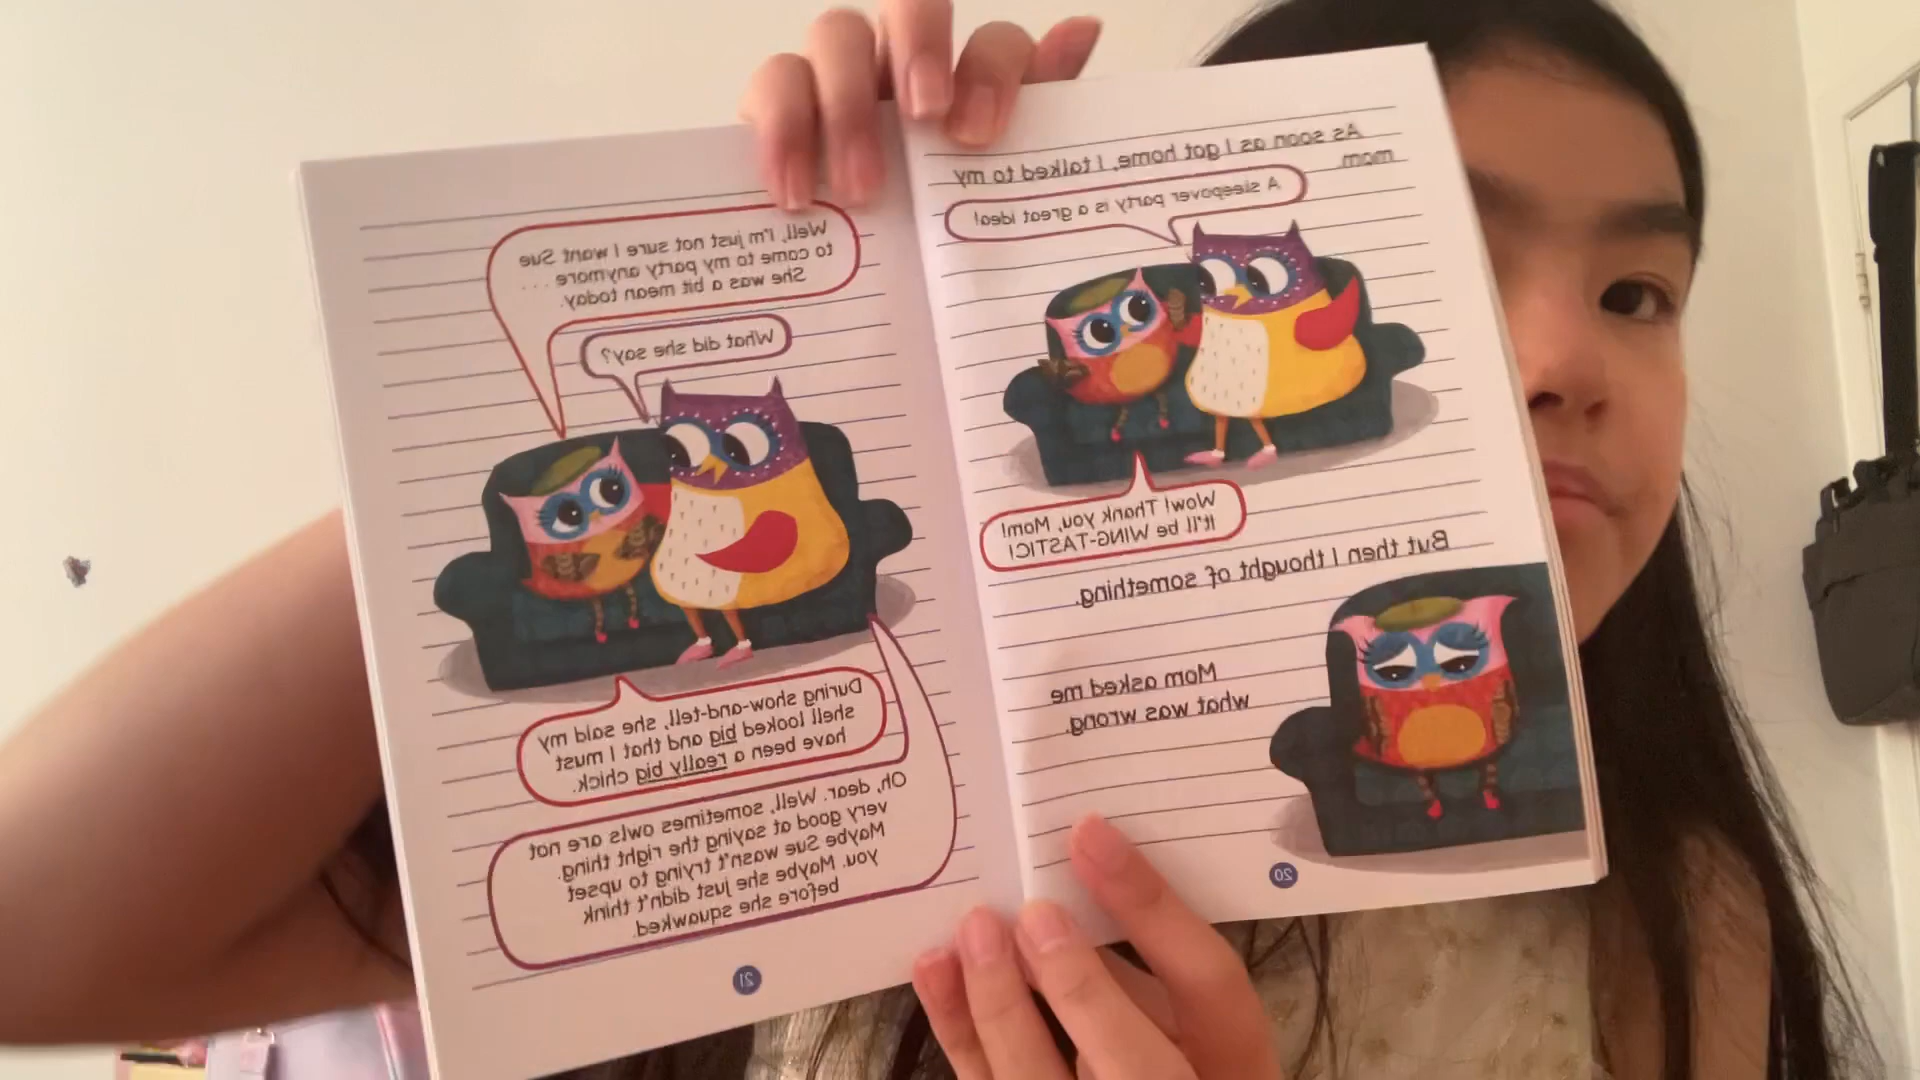 As soon as I got home, I talked to my
mom
A sleepover party is a great idea!
Wow! Thank you, Mom!
It'll be WING-TASTIC!
But then I thought of something.
Mom asked me
what was wrong.
20
Well, I'm just not sure I want Sue
to come to my party anymore . . .
She was a bit mean today.
What did she say?
During show-and-tell, she said my
shell looked big and that I must
have been a really big chick.
Oh, dear. Well, sometimes owls are not
very good at saying the right thing.
Maybe Sue wasn't trying to upset
you. Maybe she just didn't think
before she squawked.
21